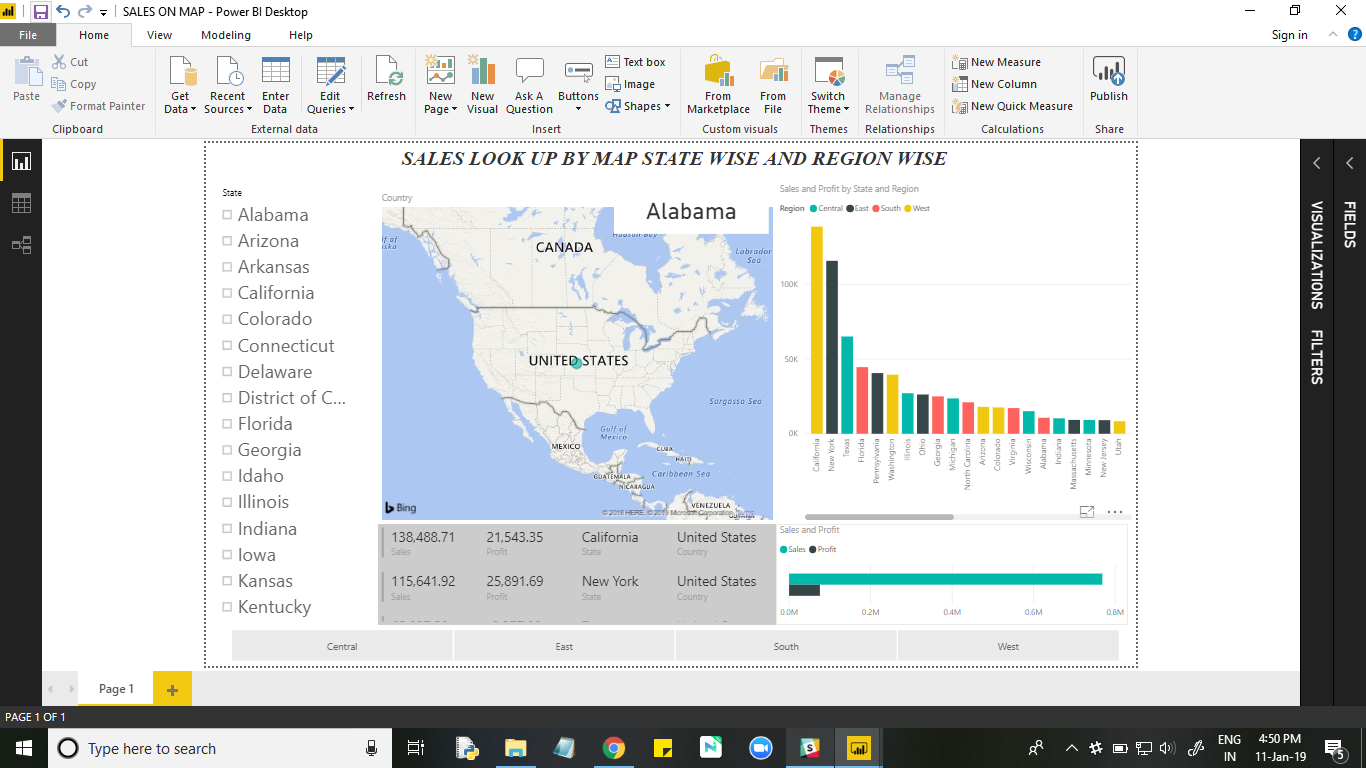 SALES ON MAP - Power BI Desktop
File Home View Modeling Help Sign in
Paste
Cut
Copy
Format Painter
Clipboard
Get Data
Recent Sources
Enter Data
Edit Queries
Refresh
External data
New Page
New Visual
Ask A Question
Buttons
Text box
Image
Shapes
Insert
From Marketplace
From File
Custom visuals
Switch Theme
Themes
Manage Relationships
Relationships
New Measure
New Column
New Quick Measure
Calculations
Publish
Share
SALES LOOK UP BY MAP STATE WISE AND REGION WISE
State
Alabama
Arizona
Arkansas
California
Colorado
Connecticut
Delaware
District of C...
Florida
Georgia
Idaho
Illinois
Indiana
Iowa
Kansas
Kentucky
Country
Alabama
Hudson Bay
CANADA
Labrador
Sea
UNITED STATES
Sargasso Sea
Gulf of
Mexico
MEXICO
CUBA
HAITI
GUATEMALA
Caribbean Sea
NICARAGUA
VENEZUELA
GUYANA
Bing
Sales and Profit by State and Region
Region Central East South West
100K
50K
0K
California
New York
Texas
Florida
Pennsylvania
Washington
Illinois
Ohio
Georgia
Michigan
North Carolina
Arizona
Colorado
Virginia
Wisconsin
Alabama
Indiana
Massachusetts
Minnesota
New Jersey
Utah
138,488.71 21,543.35 California United States
Sales Profit State Country
115,641.92 25,891.69 New York United States
Sales Profit State Country
Sales and Profit
Sales Profit
0.0M 0.2M 0.4M 0.6M 0.8M
Central East South West
VISUALIZATIONS
FILTERS
FIELDS
Page 1
PAGE 1 OF 1
Type here to search
ENG
IN
4:50 PM
11-Jan-19
5